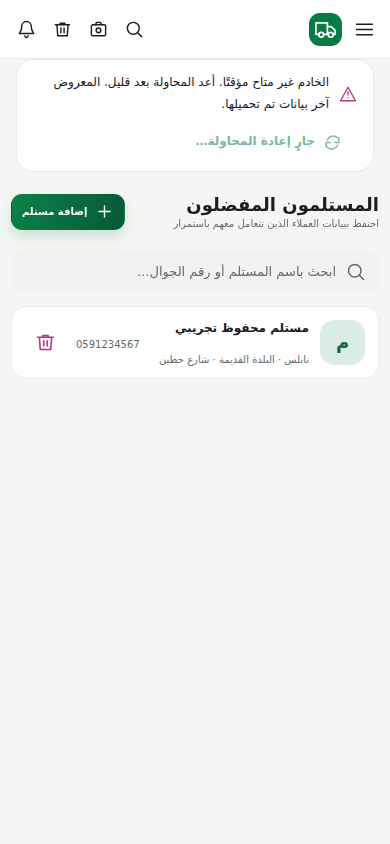 الخادم غير متاح مؤقتًا. أعد المحاولة بعد قليل. المعروض
آخر بيانات تم تحميلها.
جارٍ إعادة المحاولة...
المستلمون المفضلون
احتفظ ببيانات العملاء الذين تتعامل معهم باستمرار
إضافة مستلم
ابحث باسم المستلم أو رقم الجوال...
م
مستلم محفوظ تجريبي
نابلس · البلدة القديمة · شارع حطين
0591234567